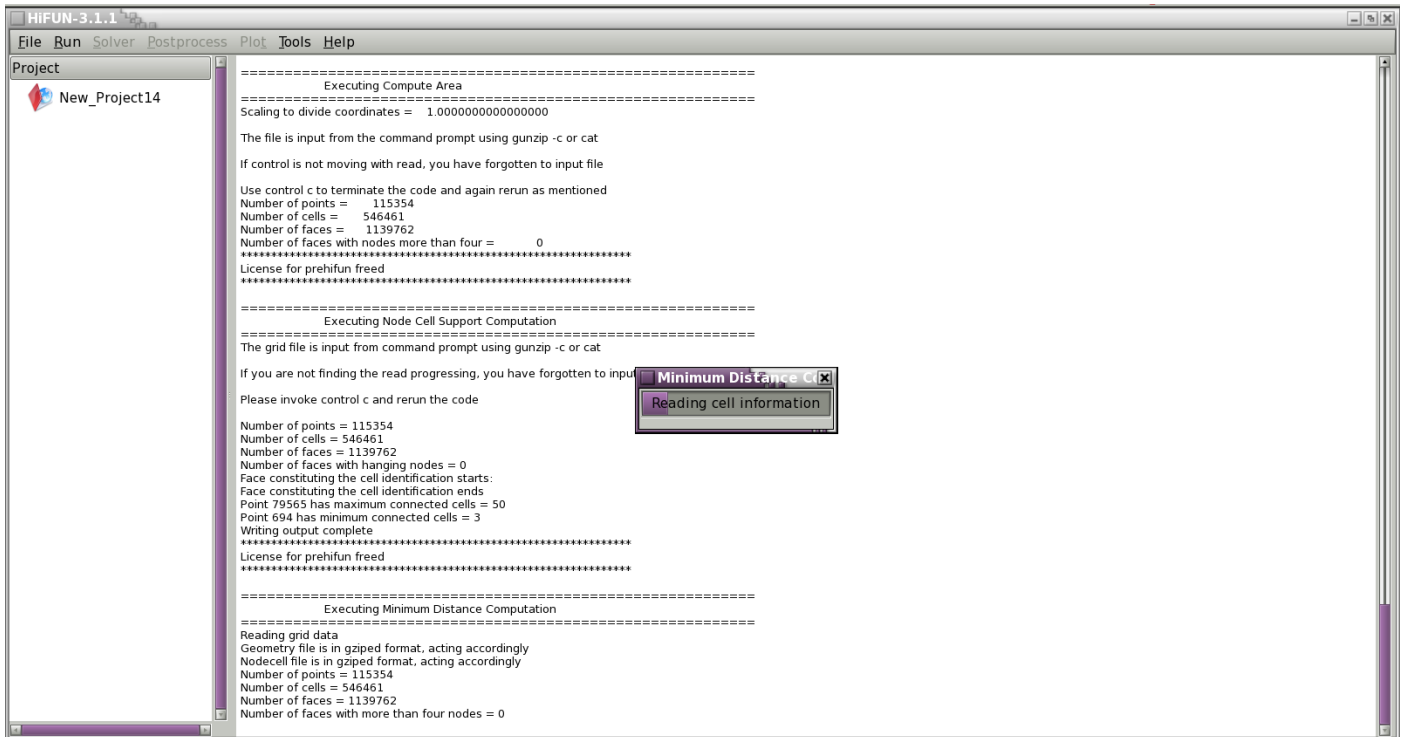 HiFUN-3.1.1
File Run Solver Postprocess Plot Tools Help
Project
New_Project14
============================================================
Executing Compute Area
============================================================
Scaling to divide coordinates = 1.0000000000000000
The file is input from the command prompt using gunzip -c or cat
If control is not moving with read, you have forgotten to input file
Use control c to terminate the code and again rerun as mentioned
Number of points = 115354
Number of cells = 546461
Number of faces = 1139762
Number of faces with nodes more than four = 0
*****************************************************************
License for prehifun freed
*****************************************************************
============================================================
Executing Node Cell Support Computation
============================================================
The grid file is input from command prompt using gunzip -c or cat
If you are not finding the read progressing, you have forgotten to input
Please invoke control c and rerun the code
Number of points = 115354
Number of cells = 546461
Number of faces = 1139762
Number of faces with hanging nodes = 0
Face constituting the cell identification starts:
Face constituting the cell identification ends
Point 79565 has maximum connected cells = 50
Point 694 has minimum connected cells = 3
Writing output complete
*****************************************************************
License for prehifun freed
*****************************************************************
============================================================
Executing Minimum Distance Computation
============================================================
Reading grid data
Geometry file is in gziped format, acting accordingly
Nodecell file is in gziped format, acting accordingly
Number of points = 115354
Number of cells = 546461
Number of faces = 1139762
Number of faces with more than four nodes = 0
Minimum Distance
Reading cell information